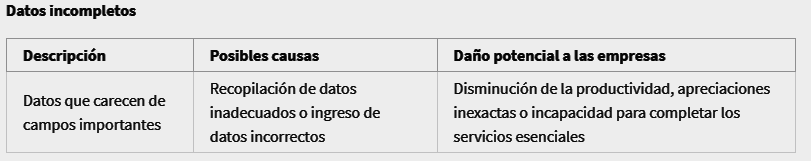 Datos incompletos
Descripción
Posibles causas
Daño potencial a las empresas
Datos que carecen de
campos importantes
Recopilación de datos
inadecuados o ingreso de
datos incorrectos
Disminución de la productividad, apreciaciones
inexactas o incapacidad para completar los
servicios esenciales